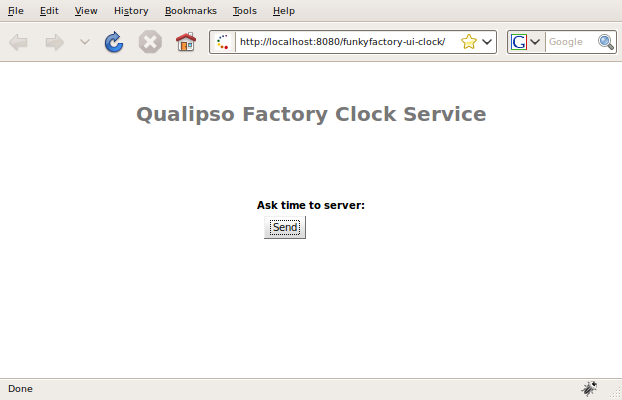 File Edit View History Bookmarks Tools Help
http://localhost:8080/funkyfactory-ui-clock/ G Google
Qualipso Factory Clock Service
Ask time to server:
Send
Done